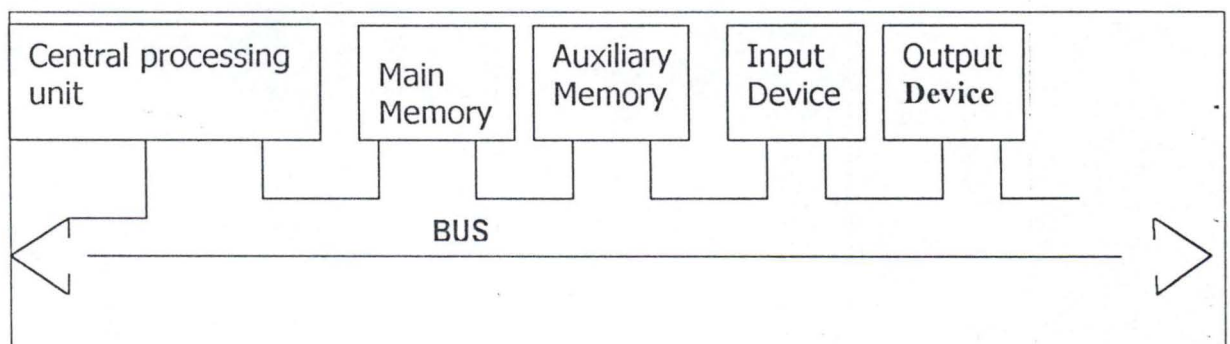 Central processing
unit
Main
Memory
Auxiliary
Memory
Input
Device
Output
Device
BUS